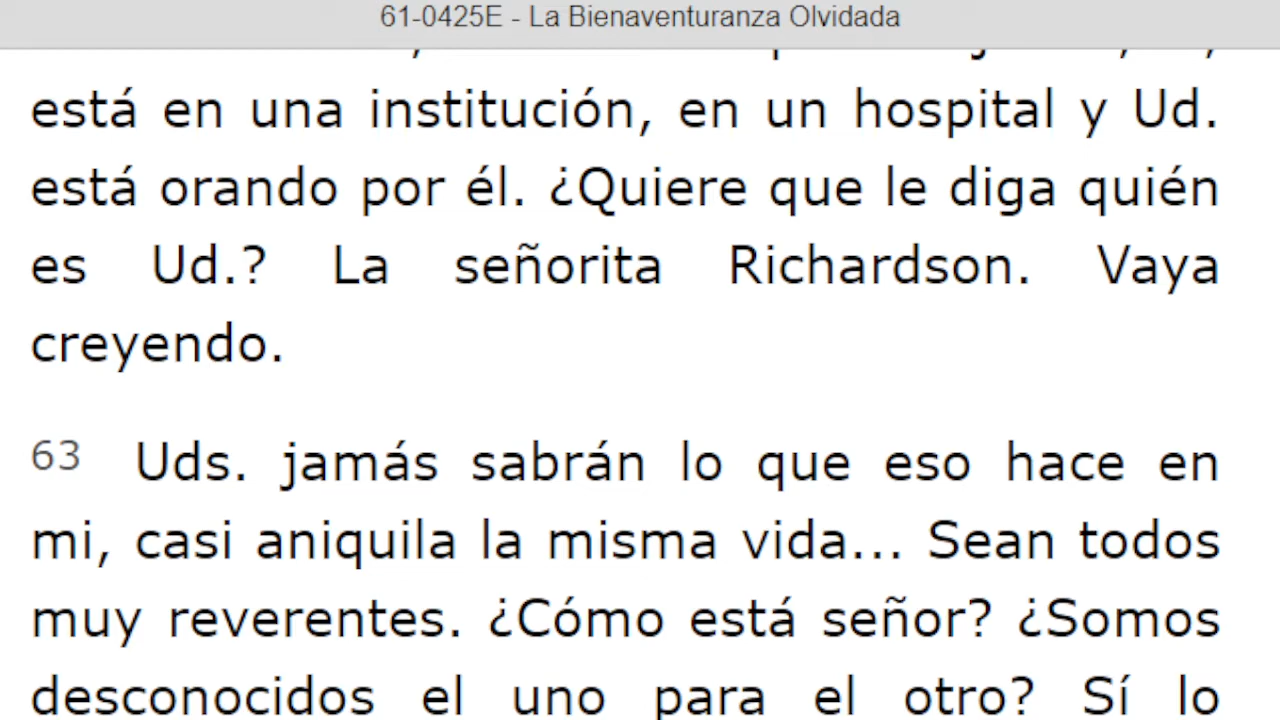 61-0425E - La Bienaventuranza Olvidada
está en una institución, en un hospital y Ud.
está orando por él. ¿Quiere que le diga quién
es Ud.? La señorita Richardson. Vaya
creyendo.
63 Uds. jamás sabrán lo que eso hace en
mi, casi aniquila la misma vida... Sean todos
muy reverentes. ¿Cómo está señor? ¿Somos
desconocidos el uno para el otro? Sí lo